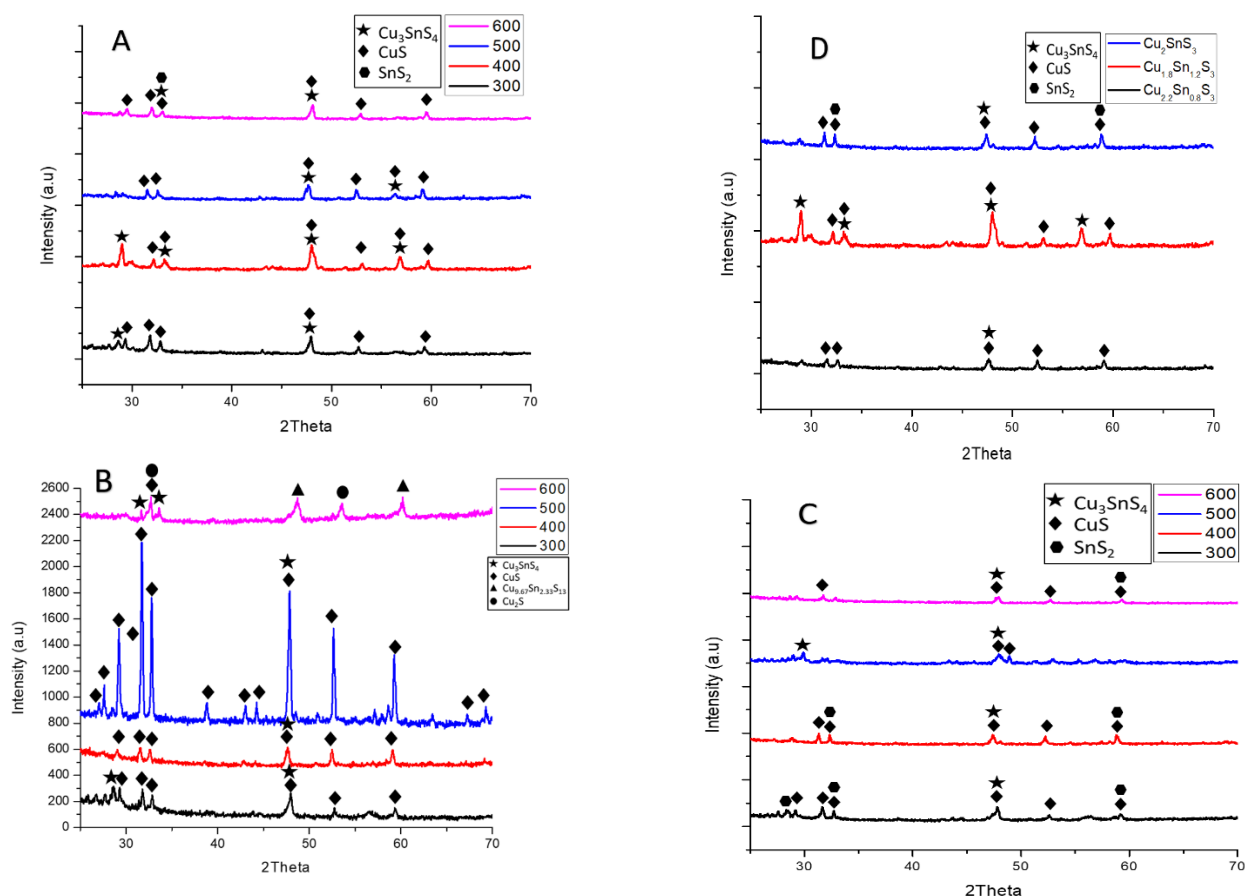 A
★ Cu₃SnS₄
◆ CuS
⬣ SnS₂
600
500
400
300
Intensity (a.u)
30 40 50 60 70
2Theta
D
★ Cu₃SnS₄
◆ CuS
⬣ SnS₂
Cu₂SnS₃
Cu₁.₈Sn₁.₂S₃
Cu₂.₂Sn₀.₈S₃
Intensity (a.u)
30 40 50 60 70
2Theta
B
600
500
400
300
★ Cu₃SnS₄
◆ CuS
▲ Cu₉.₆₇Sn₂.₃₃S₁₃
● Cu₂S
Intensity (a.u)
2600
2400
2200
2000
1800
1600
1400
1200
1000
800
600
400
200
0
30 40 50 60 70
2Theta
C
★ Cu₃SnS₄
◆ CuS
⬣ SnS₂
600
500
400
300
Intensity (a.u)
30 40 50 60 70
2Theta